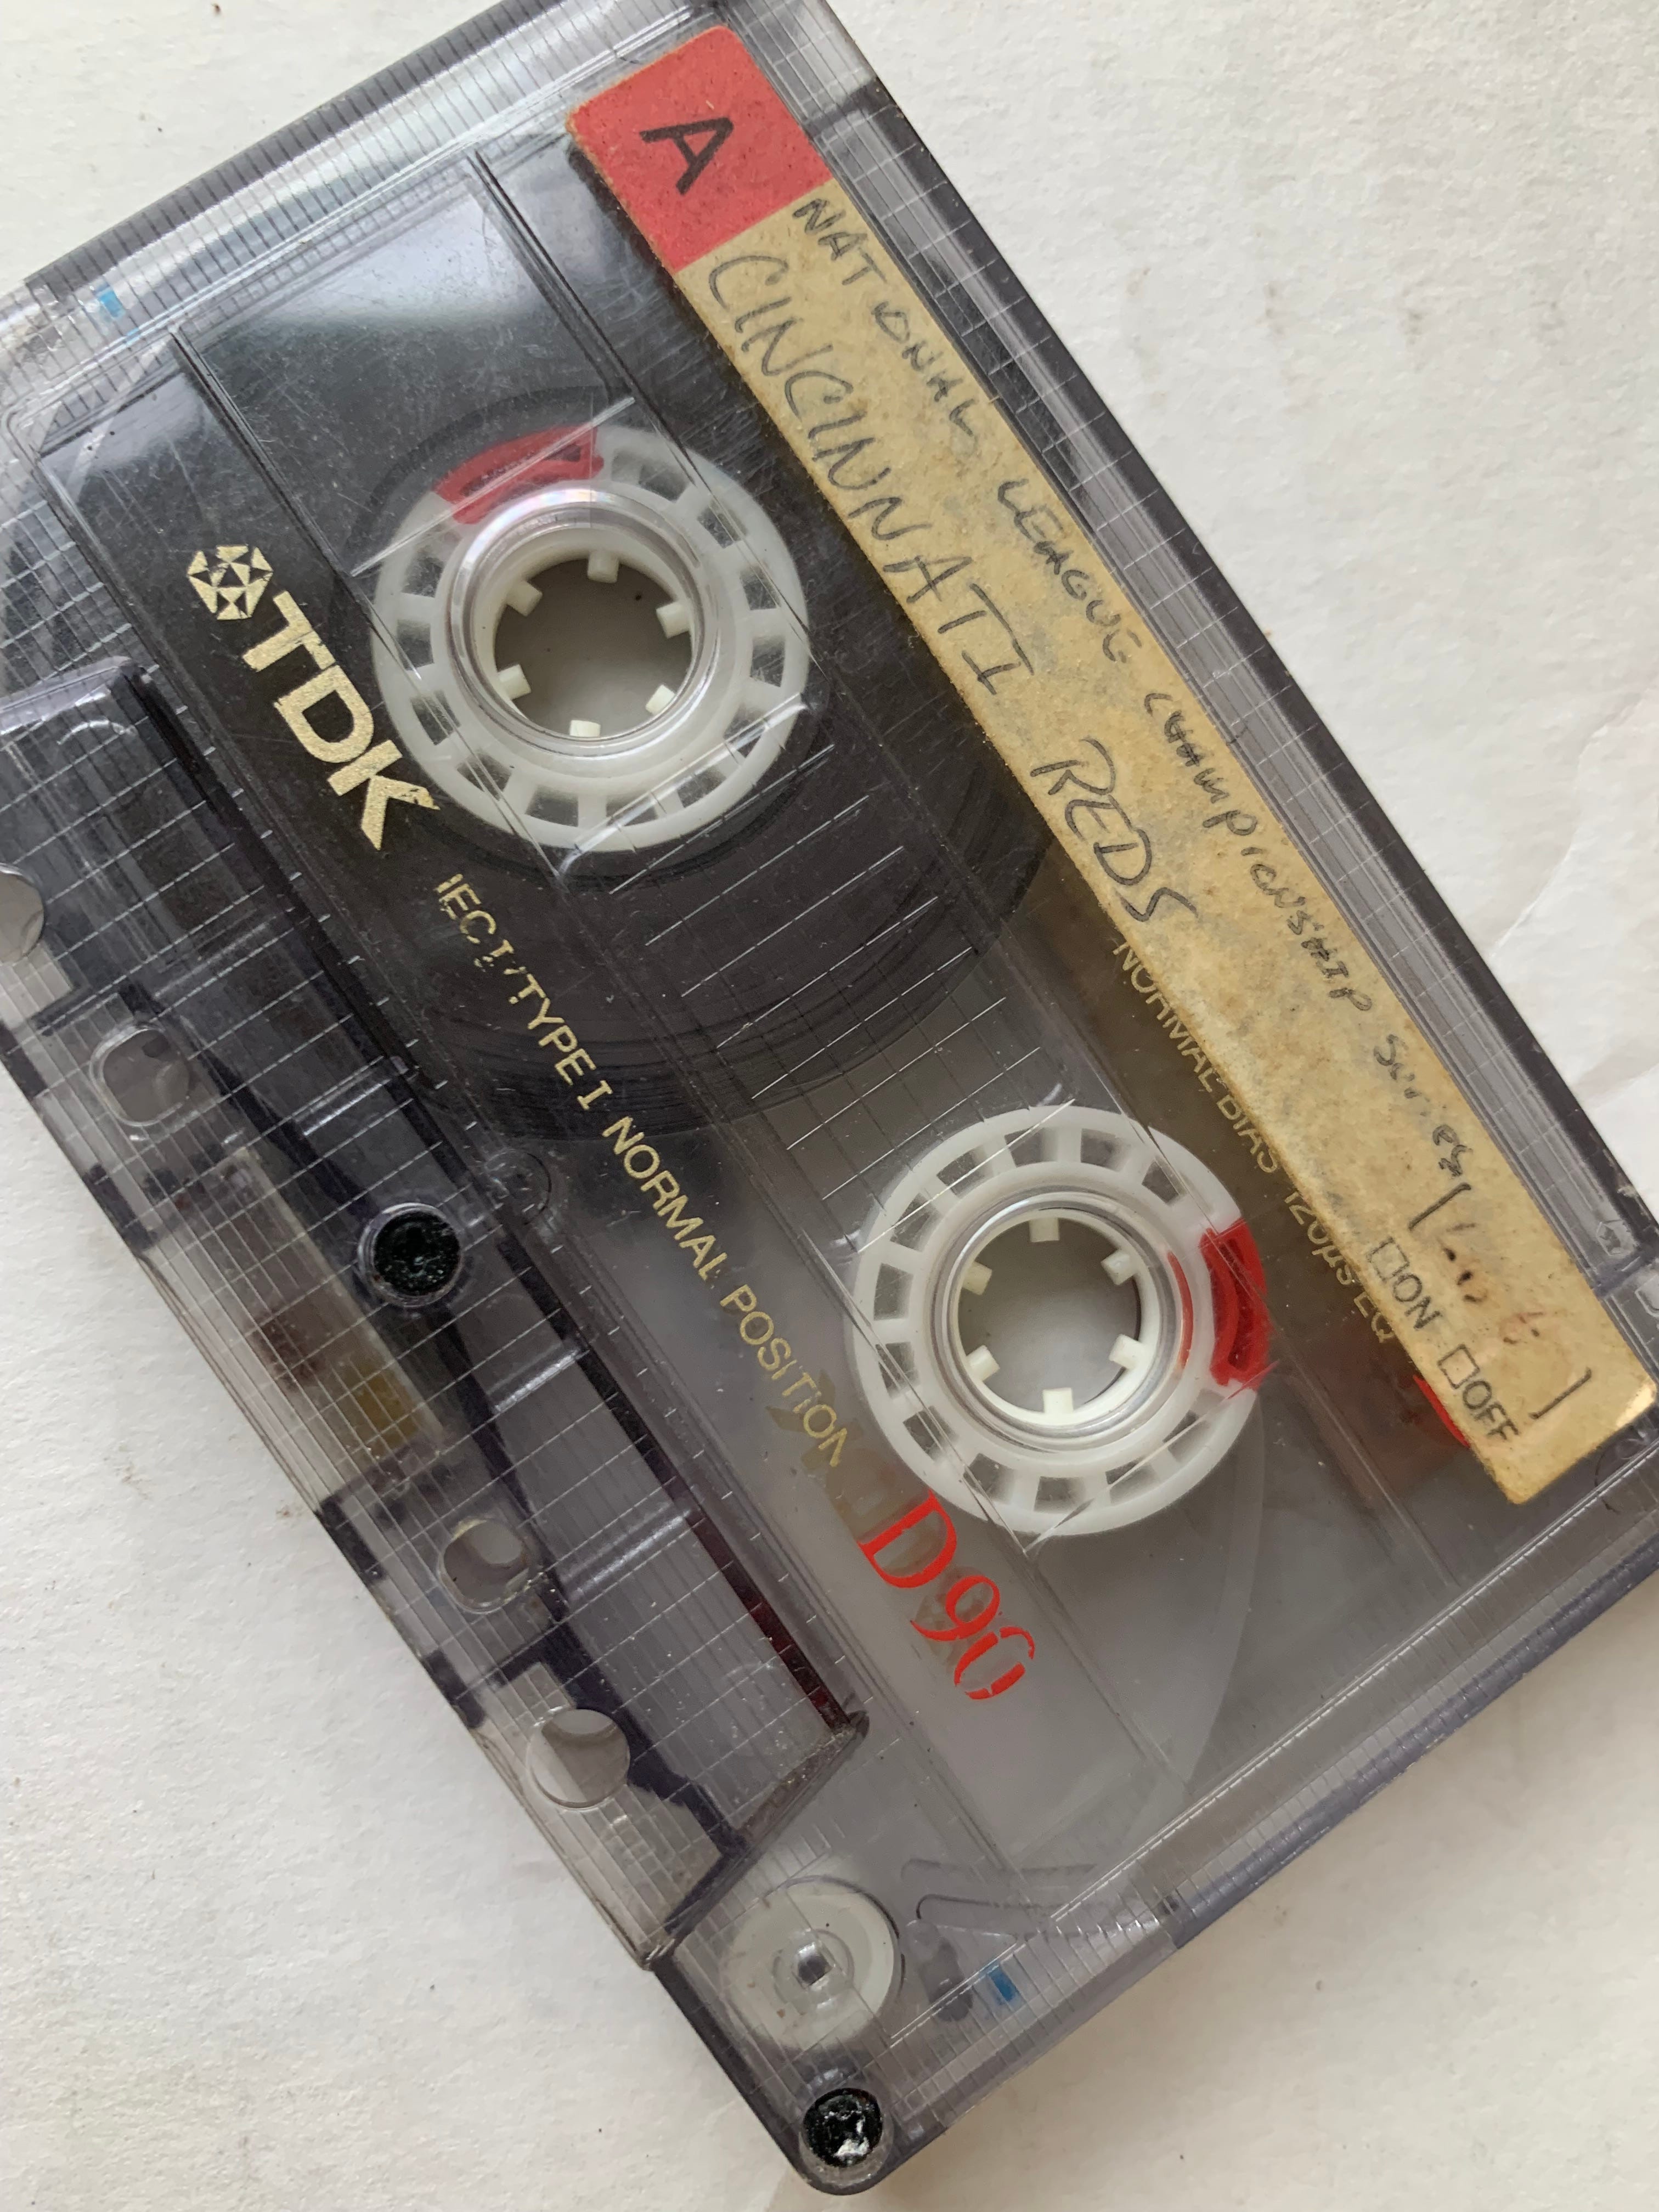 A
NATIONAL LEAGUE CHAMPIONSHIP Series
CINCINNATI REDS
ON OFF
NORMAL BIAS 120µs EQ
TDK
IEC I/TYPE I NORMAL POSITION
D90